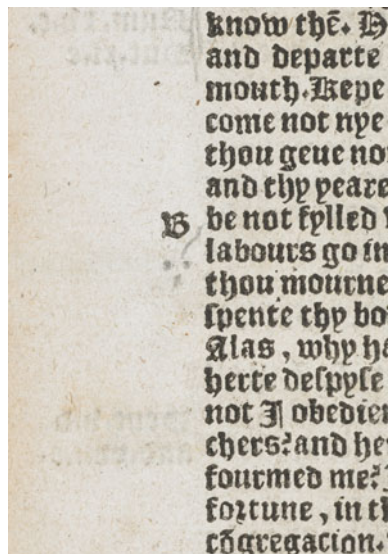 know thē. H
and departe
mouth. Kepe
come not nye
thou geue no
and thy yeare
B be not fylled
labours go in
thou mourne
spente thy bo
Alas, why ha
herte despyse
not I obedien
chers? and he
fourmed me?
fortune, in th
cōgregacion.